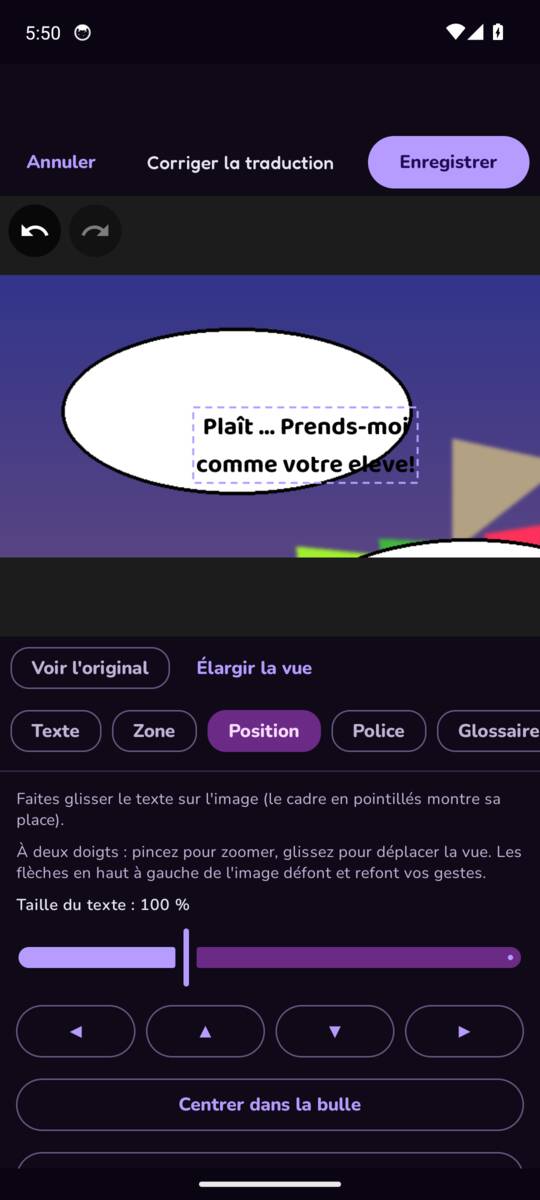 5:50
Annuler
Corriger la traduction
Enregistrer
Plaît ... Prends-moi
comme votre élève!
Voir l'original
Élargir la vue
Texte
Zone
Position
Police
Glossaire
Faites glisser le texte sur l'image (le cadre en pointillés montre sa
place).
À deux doigts : pincez pour zoomer, glissez pour déplacer la vue. Les
flèches en haut à gauche de l'image défont et refont vos gestes.
Taille du texte : 100 %
◀
▲
▼
▶
Centrer dans la bulle